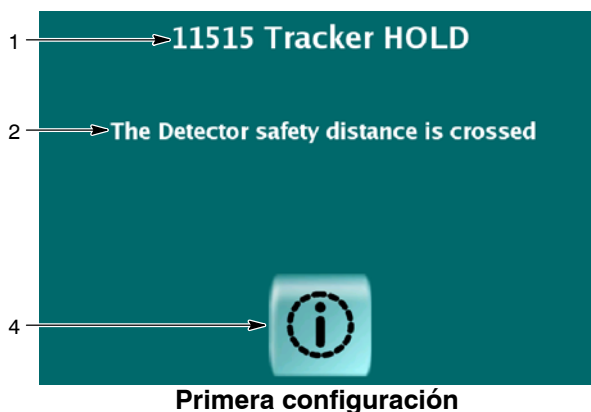 1
11515 Tracker HOLD
2
The Detector safety distance is crossed
4
i
Primera configuración